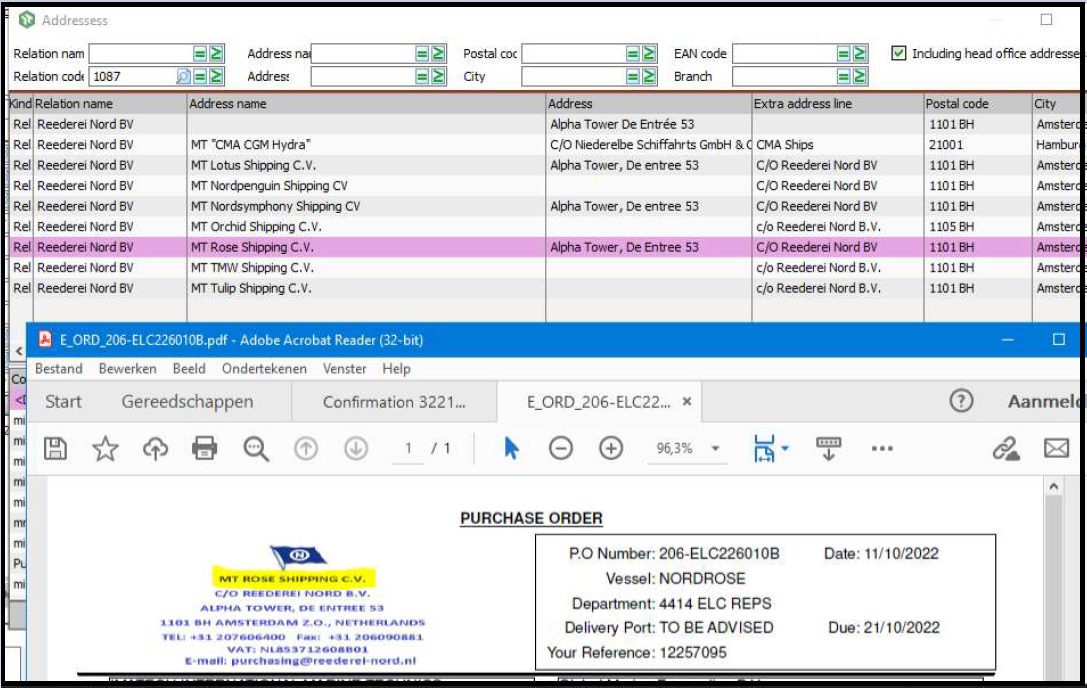 Addressess
Relation nam Address nar Postal coc EAN code Including head office addresse
Relation code 1087 Address City Branch
Kind Relation name Address name Address Extra address line Postal code City
Rel Reederei Nord BV Alpha Tower De Entrée 53 1101 BH Amsterd
Rel Reederei Nord BV MT "CMA CGM Hydra" C/O Niederelbe Schiffahrts GmbH & C CMA Ships 21001 Hamburg
Rel Reederei Nord BV MT Lotus Shipping C.V. Alpha Tower, De entree 53 C/O Reederei Nord BV 1101 BH Amsterd
Rel Reederei Nord BV MT Nordpenguin Shipping CV C/O Reederei Nord BV 1101 BH Amsterd
Rel Reederei Nord BV MT Nordsymphony Shipping CV Alpha Tower, De entree 53 C/O Reederei Nord BV 1101 BH Amsterd
Rel Reederei Nord BV MT Orchid Shipping C.V. c/o Reederei Nord B.V. 1105 BH Amsterd
Rel Reederei Nord BV MT Rose Shipping C.V. Alpha Tower, De Entree 53 C/O Reederei Nord BV 1101 BH Amsterd
Rel Reederei Nord BV MT TMW Shipping C.V. c/o Reederei Nord B.V. 1101 BH Amsterd
Rel Reederei Nord BV MT Tulip Shipping C.V. c/o Reederei Nord B.V. 1101 BH Amsterd
E_ORD_206-ELC226010B.pdf - Adobe Acrobat Reader (32-bit)
Bestand Bewerken Beeld Ondertekenen Venster Help
Start Gereedschappen Confirmation 3221... E_ORD_206-ELC22... × Aanmeld
1 / 1 96,3%
PURCHASE ORDER
N
MT ROSE SHIPPING C.V.
C/O REEDEREI NORD B.V.
ALPHA TOWER, DE ENTREE 53
1101 BH AMSTERDAM Z.O., NETHERLANDS
TEL: +31 207606400 Fax: +31 206090881
VAT: NL853712608B01
E-mail: purchasing@reederei-nord.nl
P.O Number: 206-ELC226010B Date: 11/10/2022
Vessel: NORDROSE
Department: 4414 ELC REPS
Delivery Port: TO BE ADVISED Due: 21/10/2022
Your Reference: 12257095